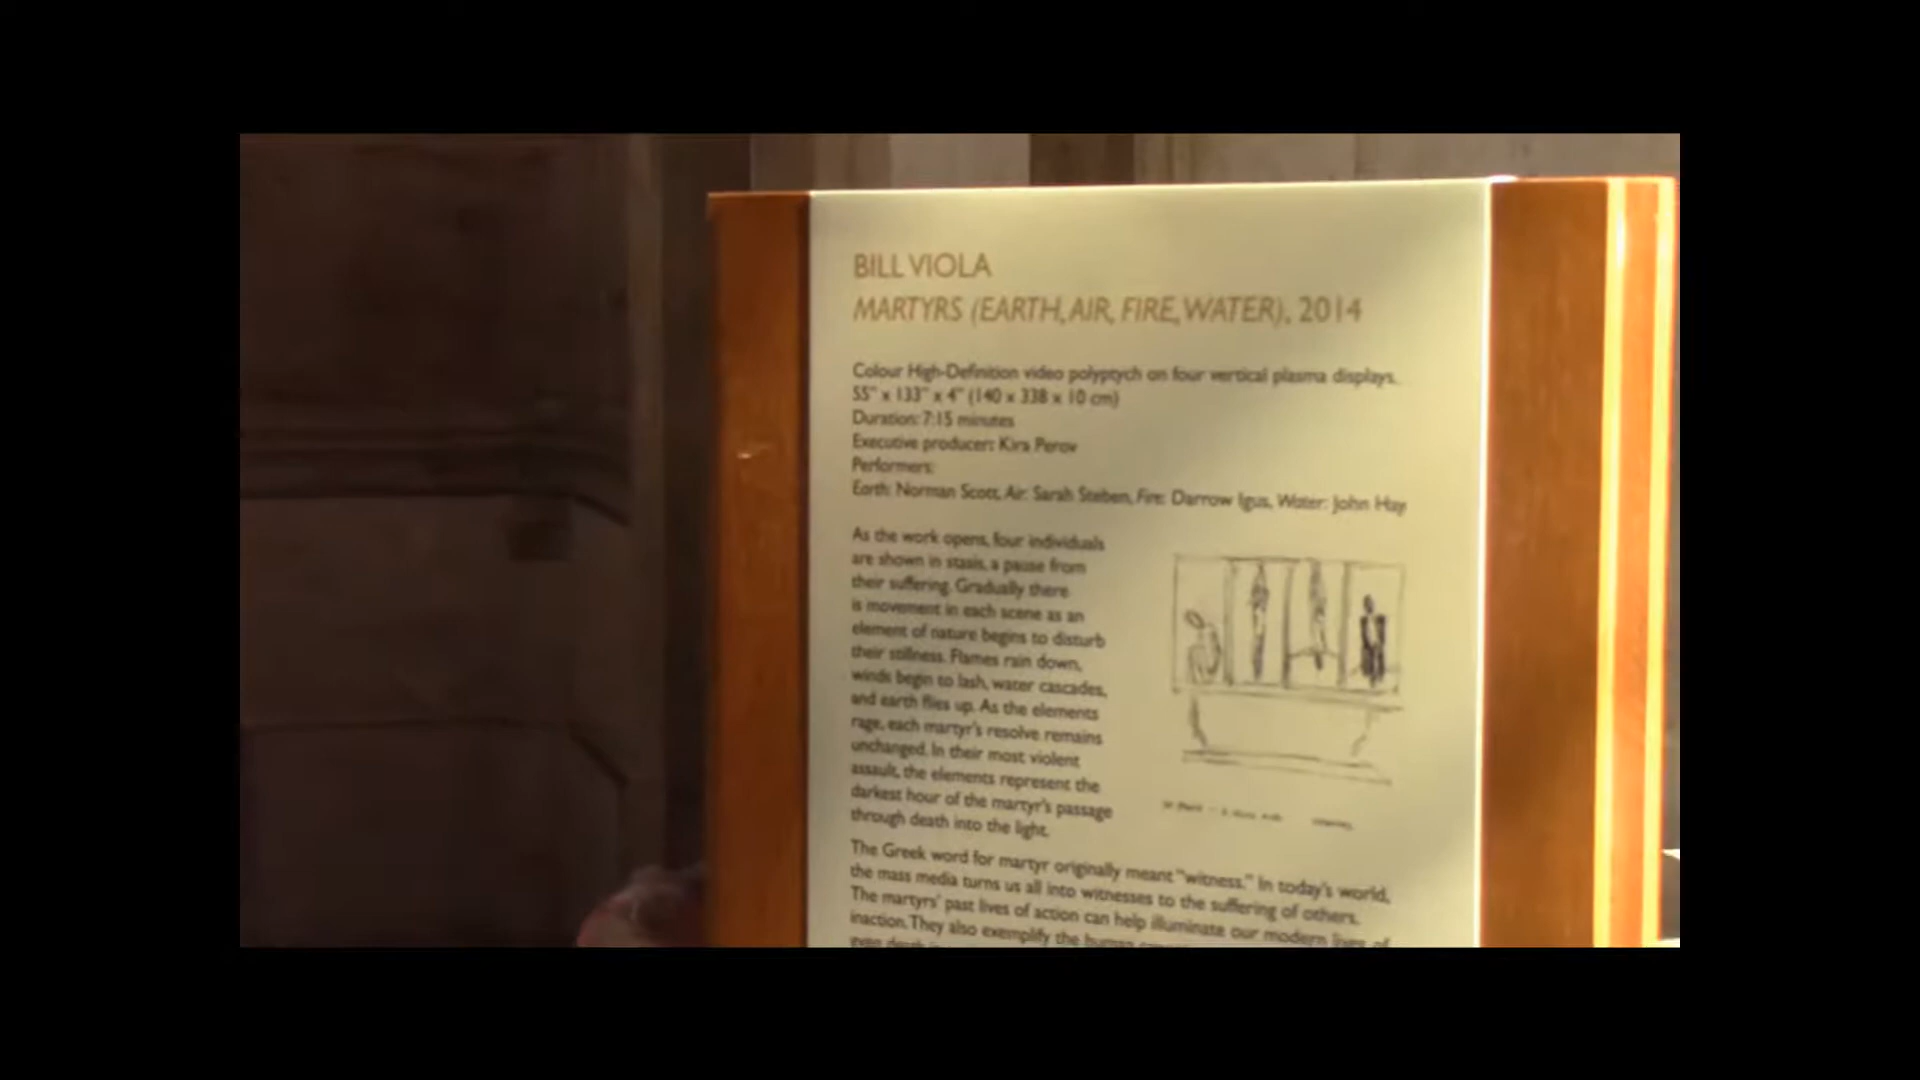 BILL VIOLA
MARTYRS (EARTH, AIR, FIRE, WATER), 2014
Colour High-Definition video polyptych on four vertical plasma displays.
55" x 133" x 4" (140 x 338 x 10 cm)
Duration: 7:15 minutes
Executive producer: Kira Perov
Performers:
Earth: Norman Scott, Air: Sarah Steben, Fire: Darrow Igus, Water: John Hay
As the work opens, four individuals
are shown in stasis, a pause from
their suffering. Gradually there
is movement in each scene as an
element of nature begins to disturb
their stillness. Flames rain down,
winds begin to lash, water cascades,
and earth flies up. As the elements
rage, each martyr's resolve remains
unchanged. In their most violent
assault, the elements represent the
darkest hour of the martyr's passage
through death into the light.
The Greek word for martyr originally meant "witness." In today's world,
the mass media turns us all into witnesses to the suffering of others.
The martyrs' past lives of action can help illuminate our modern lives of
inaction. They also exemplify the human
even death